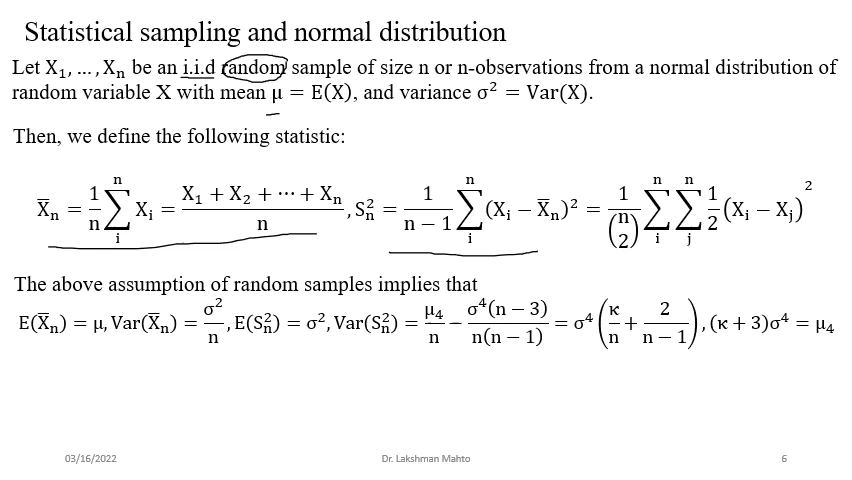 Statistical sampling and normal distribution
Let X₁, … , Xₙ be an i.i.d random sample of size n or n-observations from a normal distribution of
random variable X with mean μ = E(X), and variance σ² = Var(X).
Then, we define the following statistic:
X̄ₙ = 1/n ∑ᵢⁿ Xᵢ = (X₁ + X₂ + ⋯ + Xₙ)/n , Sₙ² = 1/(n − 1) ∑ᵢⁿ (Xᵢ − X̄ₙ)² = 1/(n 2) ∑ᵢⁿ ∑ⱼⁿ 1/2 (Xᵢ − Xⱼ)²
The above assumption of random samples implies that
E(X̄ₙ) = μ, Var(X̄ₙ) = σ²/n , E(Sₙ²) = σ², Var(Sₙ²) = μ₄/n − σ⁴(n − 3)/n(n − 1) = σ⁴ (κ/n + 2/(n − 1)) , (κ + 3)σ⁴ = μ₄
03/16/2022
Dr. Lakshman Mahto
6